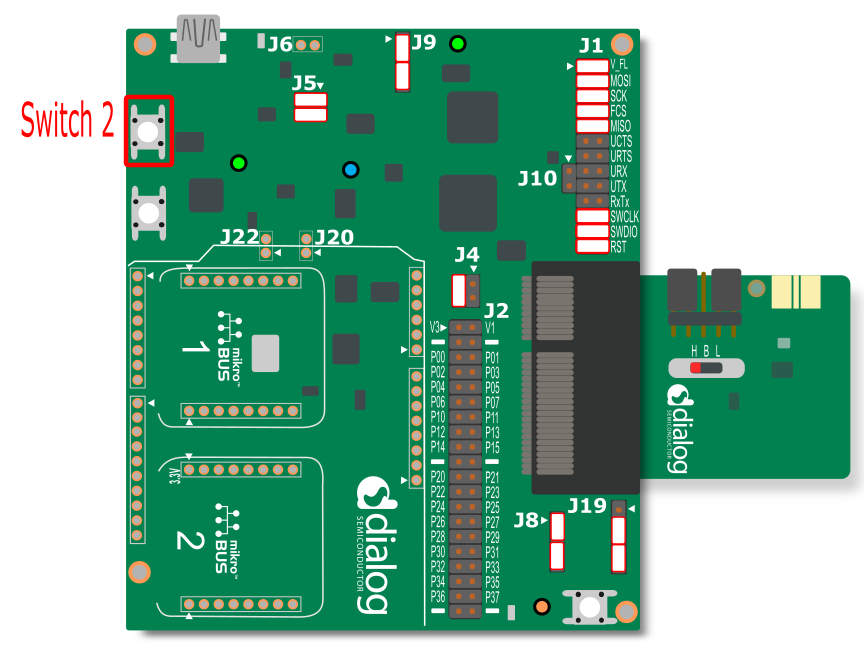 J6
J9
J1
V_FL
MOSI
SCK
FCS
MISO
UCTS
URTS
URX
UTX
RxTx
SWCLK
SWDIO
RST
J5
Switch 2
J10
J22
J20
J4
J2
V3 V1
P00 P01
P02 P03
P04 P05
P06 P07
P10 P11
P12 P13
P14 P15
P20 P21
P22 P23
P24 P25
P26 P27
P28 P29
P30 P31
P32 P33
P34 P35
P36 P37
1
mikro™
BUS
3.3V
2
mikro™
BUS
dialog
SEMICONDUCTOR
H B L
dialog
SEMICONDUCTOR
J8
J19